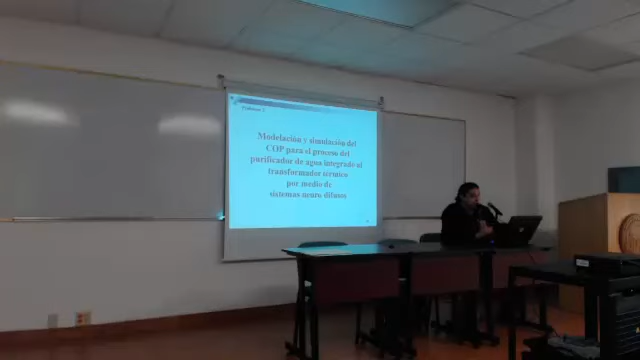 Modelación y simulación del
COP para el proceso del
purificador de agua integrado al
transformador térmico
por medio de
sistemas neuro difusos